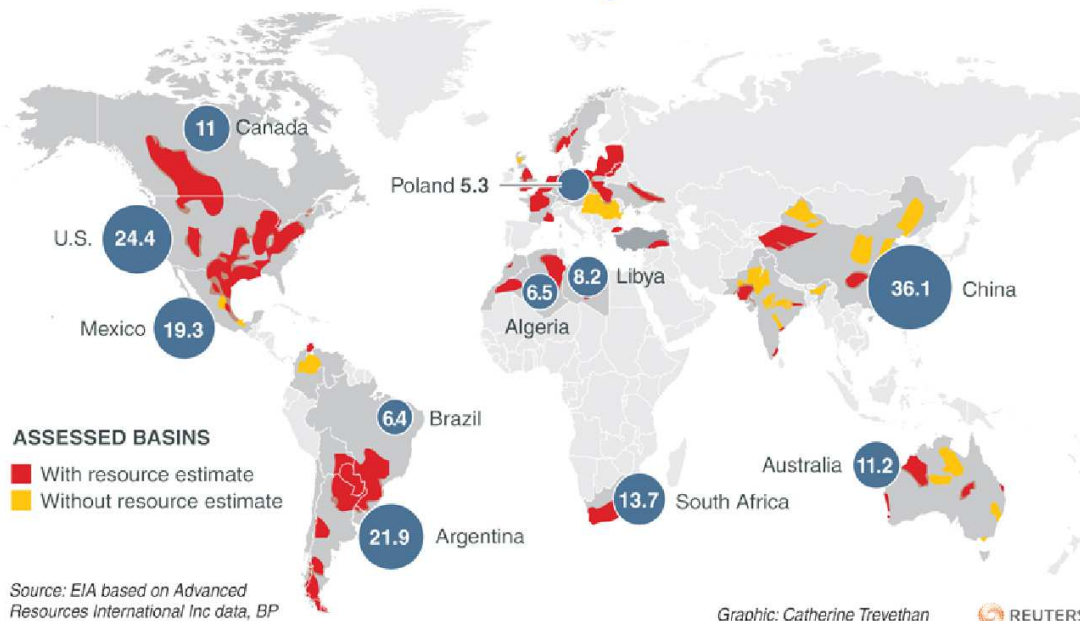 11 Canada
Poland 5.3
U.S. 24.4
8.2 Libya
6.5
Algeria
36.1 China
Mexico 19.3
6.4 Brazil
ASSESSED BASINS
With resource estimate
Without resource estimate
Australia 11.2
13.7 South Africa
21.9 Argentina
Source: EIA based on Advanced
Resources International Inc data, BP
Graphic: Catherine Trevethan
REUTERS